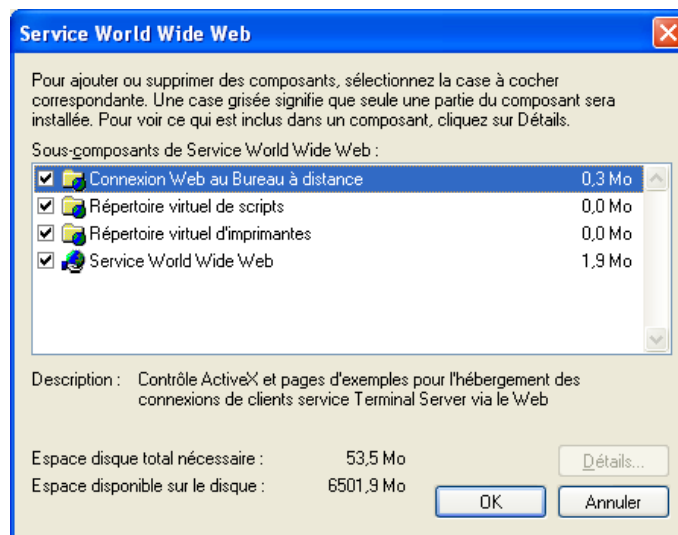 Service World Wide Web
Pour ajouter ou supprimer des composants, sélectionnez la case à cocher
correspondante. Une case grisée signifie que seule une partie du composant sera
installée. Pour voir ce qui est inclus dans un composant, cliquez sur Détails.
Sous-composants de Service World Wide Web :
Connexion Web au Bureau à distance 0,3 Mo
Répertoire virtuel de scripts 0,0 Mo
Répertoire virtuel d'imprimantes 0,0 Mo
Service World Wide Web 1,9 Mo
Description : Contrôle ActiveX et pages d'exemples pour l'hébergement des
connexions de clients service Terminal Server via le Web
Espace disque total nécessaire : 53,5 Mo
Détails...
Espace disponible sur le disque : 6501,9 Mo
OK Annuler